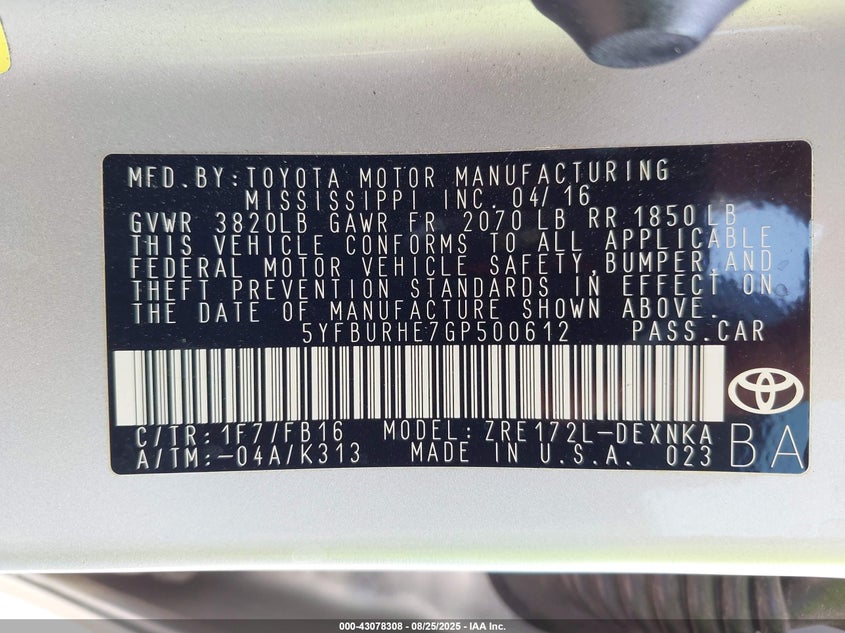 MFD.BY:TOYOTA MOTOR MANUFACTURING
MISSISSIPPI INC. 04/16
GVWR 3820LB GAWR FR 2070 LB RR 1850 LB
THIS VEHICLE CONFORMS TO ALL APPLICABLE
FEDERAL MOTOR VEHICLE SAFETY,BUMPER,AND
THEFT PREVENTION STANDARDS IN EFFECT ON
THE DATE OF MANUFACTURE SHOWN ABOVE.
5YFBURHE7GP500612 PASS.CAR
C/TR:1F7/FB16 MODEL:ZRE172L-DEXNKA
A/TM:-04A/K313 MADE IN U.S.A. 023
BA
000-43078308 - 08/25/2025 - IAA Inc.